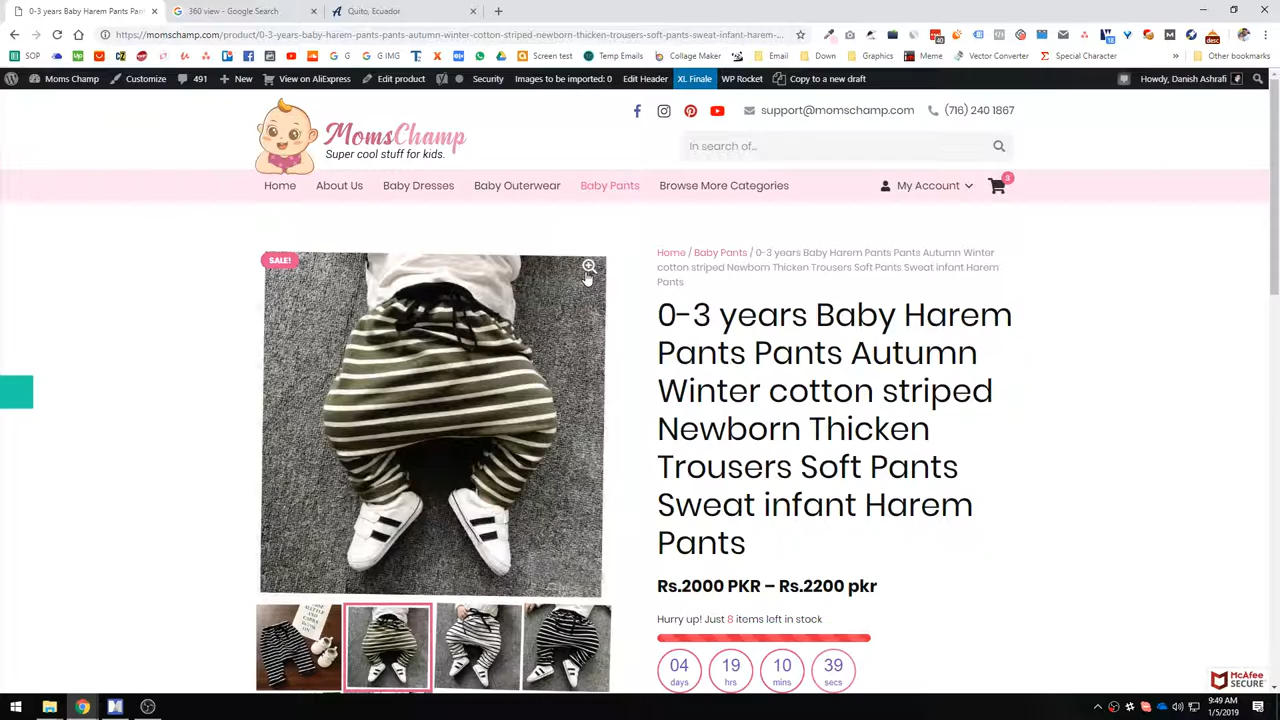 0-3 years Baby Harem Pants Pant
360 view - Google Search
Quito, Ecuador
https://momschamp.com/product/0-3-years-baby-harem-pants-pants-autumn-winter-cotton-striped-newborn-thicken-trousers-soft-pants-sweat-infant-harem-...
SOP
G IMG
Screen test
Temp Emails
Collage Maker
Email
Down
Graphics
Meme
Vector Converter
Special Character
Other bookmarks
Moms Champ
Customize
491
New
View on AliExpress
Edit product
Security
Images to be imported: 0
Edit Header
XL Finale
WP Rocket
Copy to a new draft
Howdy, Danish Ashrafi
MomsChamp
Super cool stuff for kids.
support@momschamp.com
(716) 240 1867
In search of...
Home
About Us
Baby Dresses
Baby Outerwear
Baby Pants
Browse More Categories
My Account
3
SALE!
Home / Baby Pants / 0-3 years Baby Harem Pants Pants Autumn Winter
cotton striped Newborn Thicken Trousers Soft Pants Sweat infant Harem
Pants
0-3 years Baby Harem
Pants Pants Autumn
Winter cotton striped
Newborn Thicken
Trousers Soft Pants
Sweat infant Harem
Pants
Rs.2000 PKR – Rs.2200 pkr
Hurry up! Just 8 items left in stock
04
19
10
39
days
hrs
mins
secs
McAfee
SECURE
9:49 AM
1/5/2019